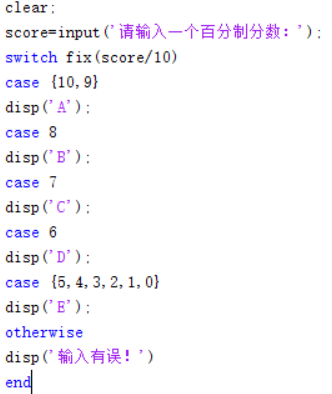 clear;
score=input('请输入一个百分制分数：');
switch fix(score/10)
case {10,9}
disp('A');
case 8
disp('B');
case 7
disp('C');
case 6
disp('D');
case {5,4,3,2,1,0}
disp('E');
otherwise
disp('输入有误！')
end